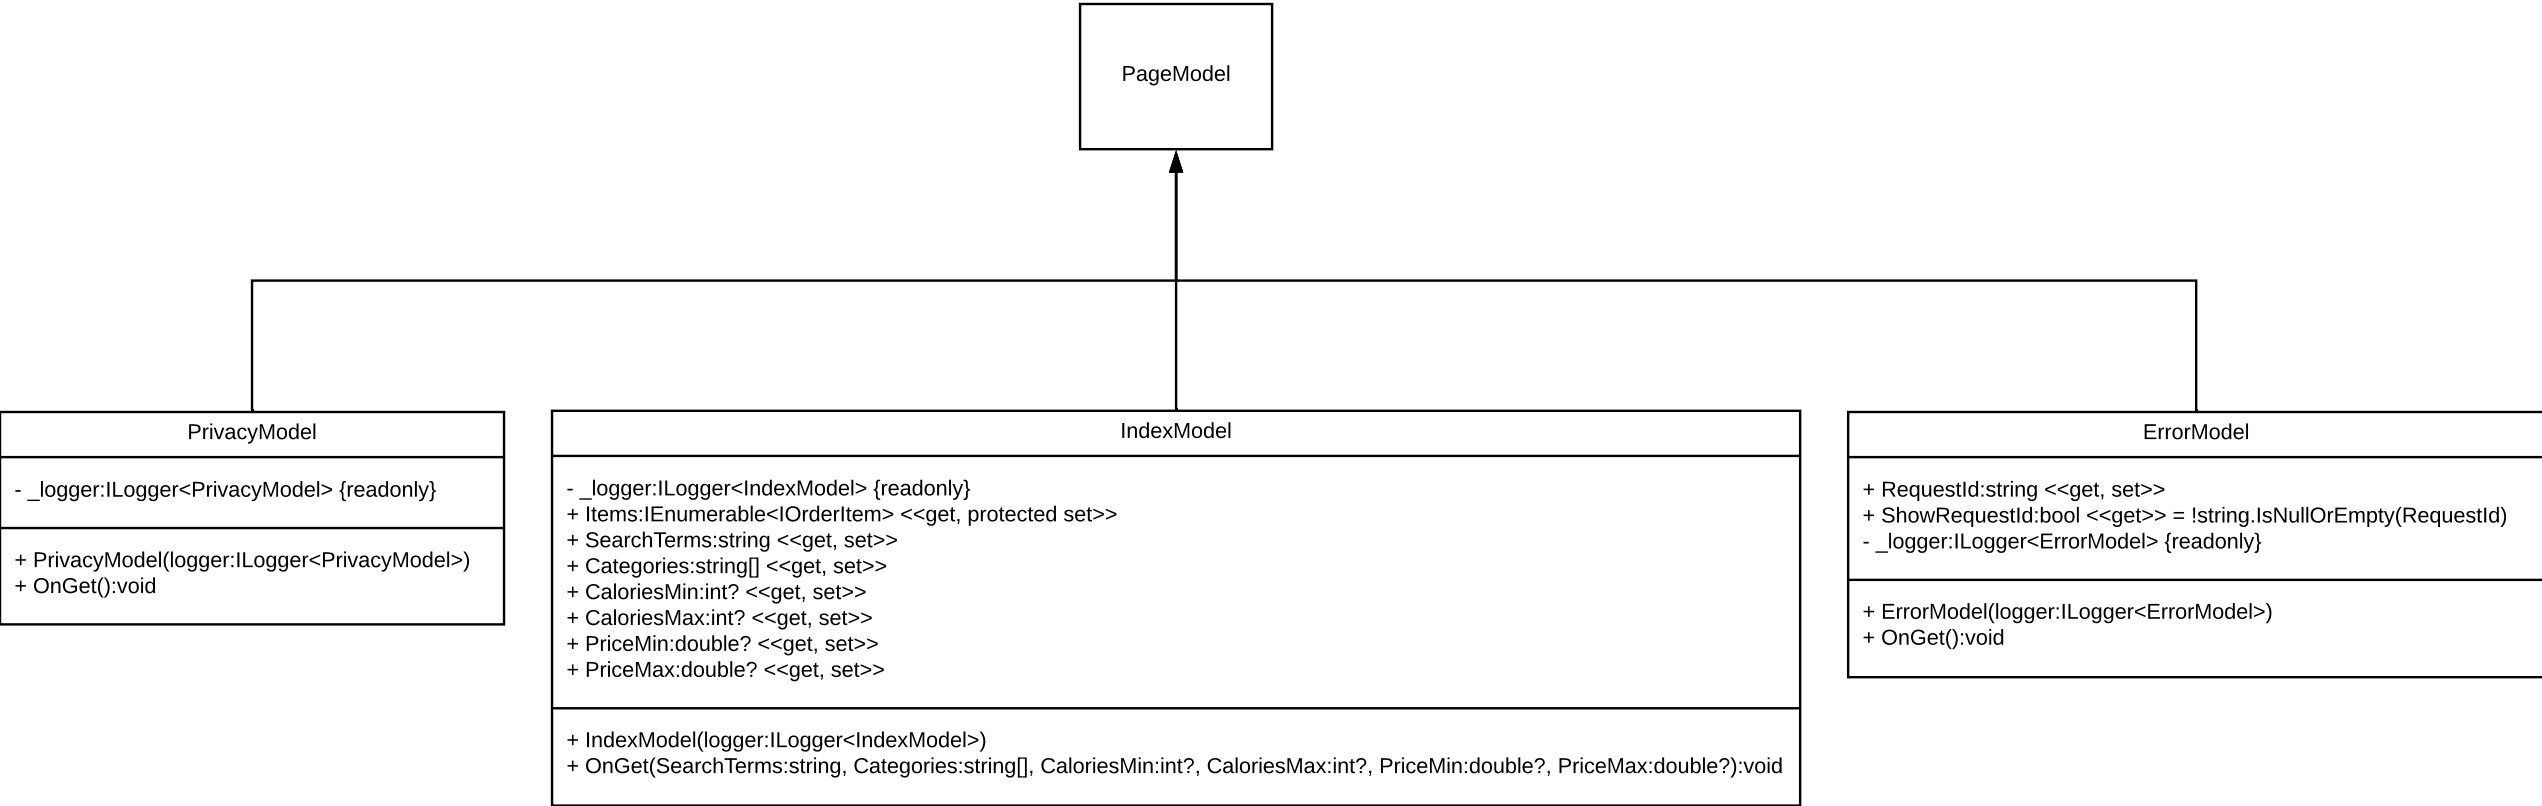 PageModel
PrivacyModel
- _logger:ILogger<PrivacyModel> {readonly}
+ PrivacyModel(logger:ILogger<PrivacyModel>)
+ OnGet():void
IndexModel
- _logger:ILogger<IndexModel> {readonly}
+ Items:IEnumerable<IOrderItem> <<get, protected set>>
+ SearchTerms:string <<get, set>>
+ Categories:string[] <<get, set>>
+ CaloriesMin:int? <<get, set>>
+ CaloriesMax:int? <<get, set>>
+ PriceMin:double? <<get, set>>
+ PriceMax:double? <<get, set>>
+ IndexModel(logger:ILogger<IndexModel>)
+ OnGet(SearchTerms:string, Categories:string[], CaloriesMin:int?, CaloriesMax:int?, PriceMin:double?, PriceMax:double?):void
ErrorModel
+ RequestId:string <<get, set>>
+ ShowRequestId:bool <<get>> = !string.IsNullOrEmpty(RequestId)
- _logger:ILogger<ErrorModel> {readonly}
+ ErrorModel(logger:ILogger<ErrorModel>)
+ OnGet():void